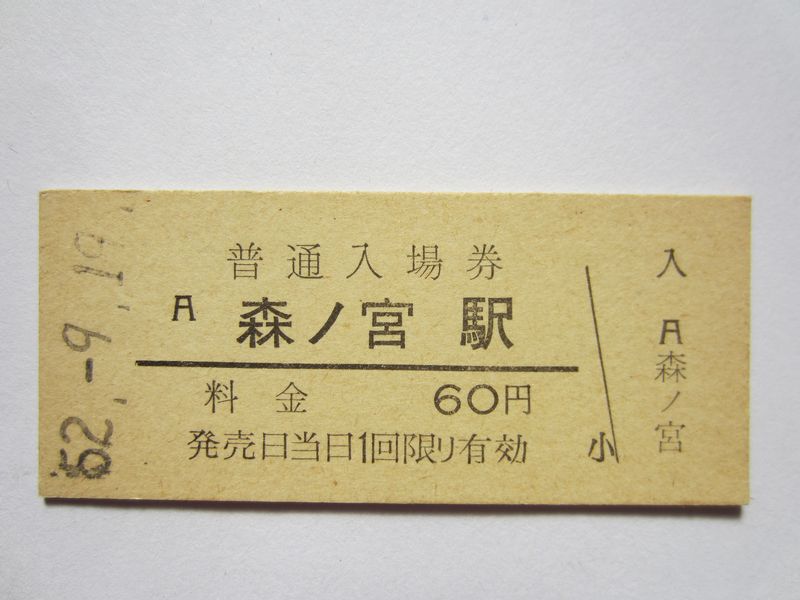 52.-9.19.
普通入場券
A 森ノ宮駅
料金 60円
発売日当日1回限り有効
小
入
A
森ノ宮